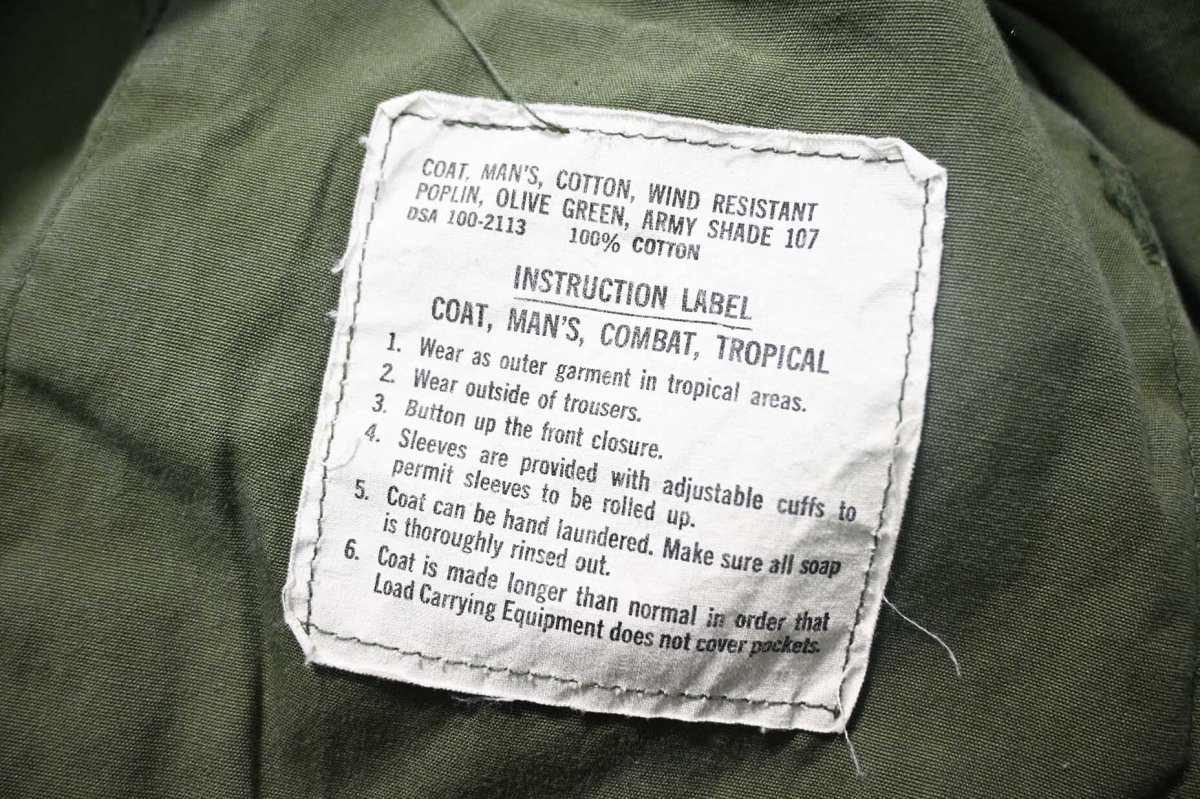 COAT, MAN'S, COTTON, WIND RESISTANT
POPLIN, OLIVE GREEN, ARMY SHADE 107
DSA 100-2113 100% COTTON
INSTRUCTION LABEL
COAT, MAN'S, COMBAT, TROPICAL
1. Wear as outer garment in tropical areas.
2. Wear outside of trousers.
3. Button up the front closure.
4. Sleeves are provided with adjustable cuffs to
permit sleeves to be rolled up.
5. Coat can be hand laundered. Make sure all soap
is thoroughly rinsed out.
6. Coat is made longer than normal in order that
Load Carrying Equipment does not cover pockets.